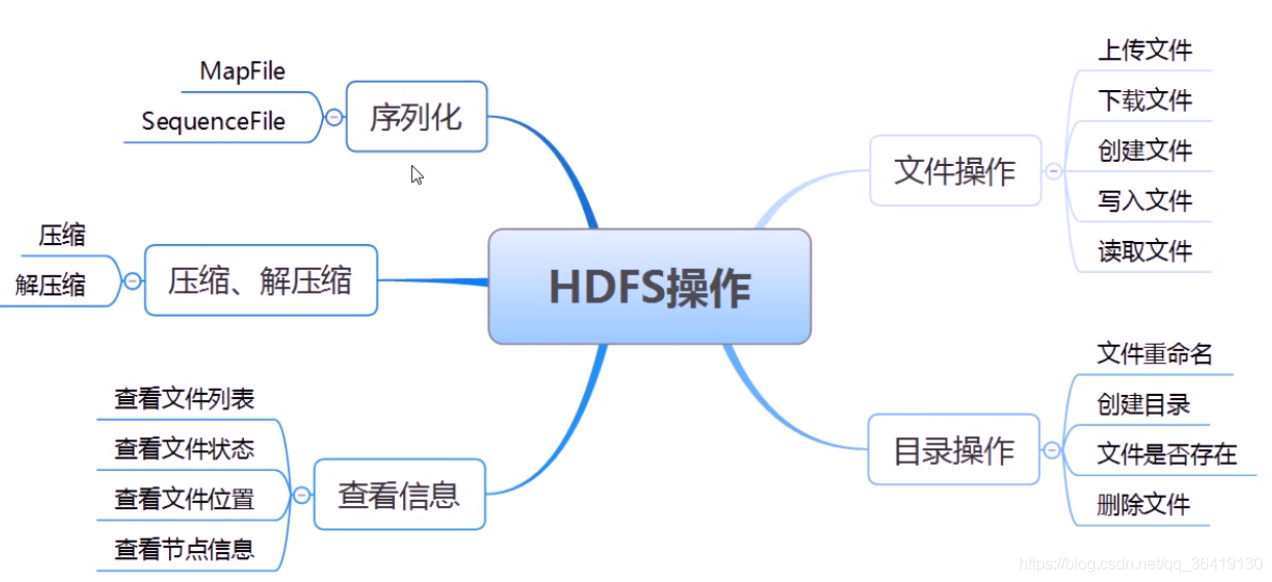 HDFS操作
文件操作
上传文件
下载文件
创建文件
写入文件
读取文件
目录操作
文件重命名
创建目录
文件是否存在
删除文件
序列化
MapFile
SequenceFile
压缩、解压缩
压缩
解压缩
查看信息
查看文件列表
查看文件状态
查看文件位置
查看节点信息
https://blog.csdn.net/qq_36419130